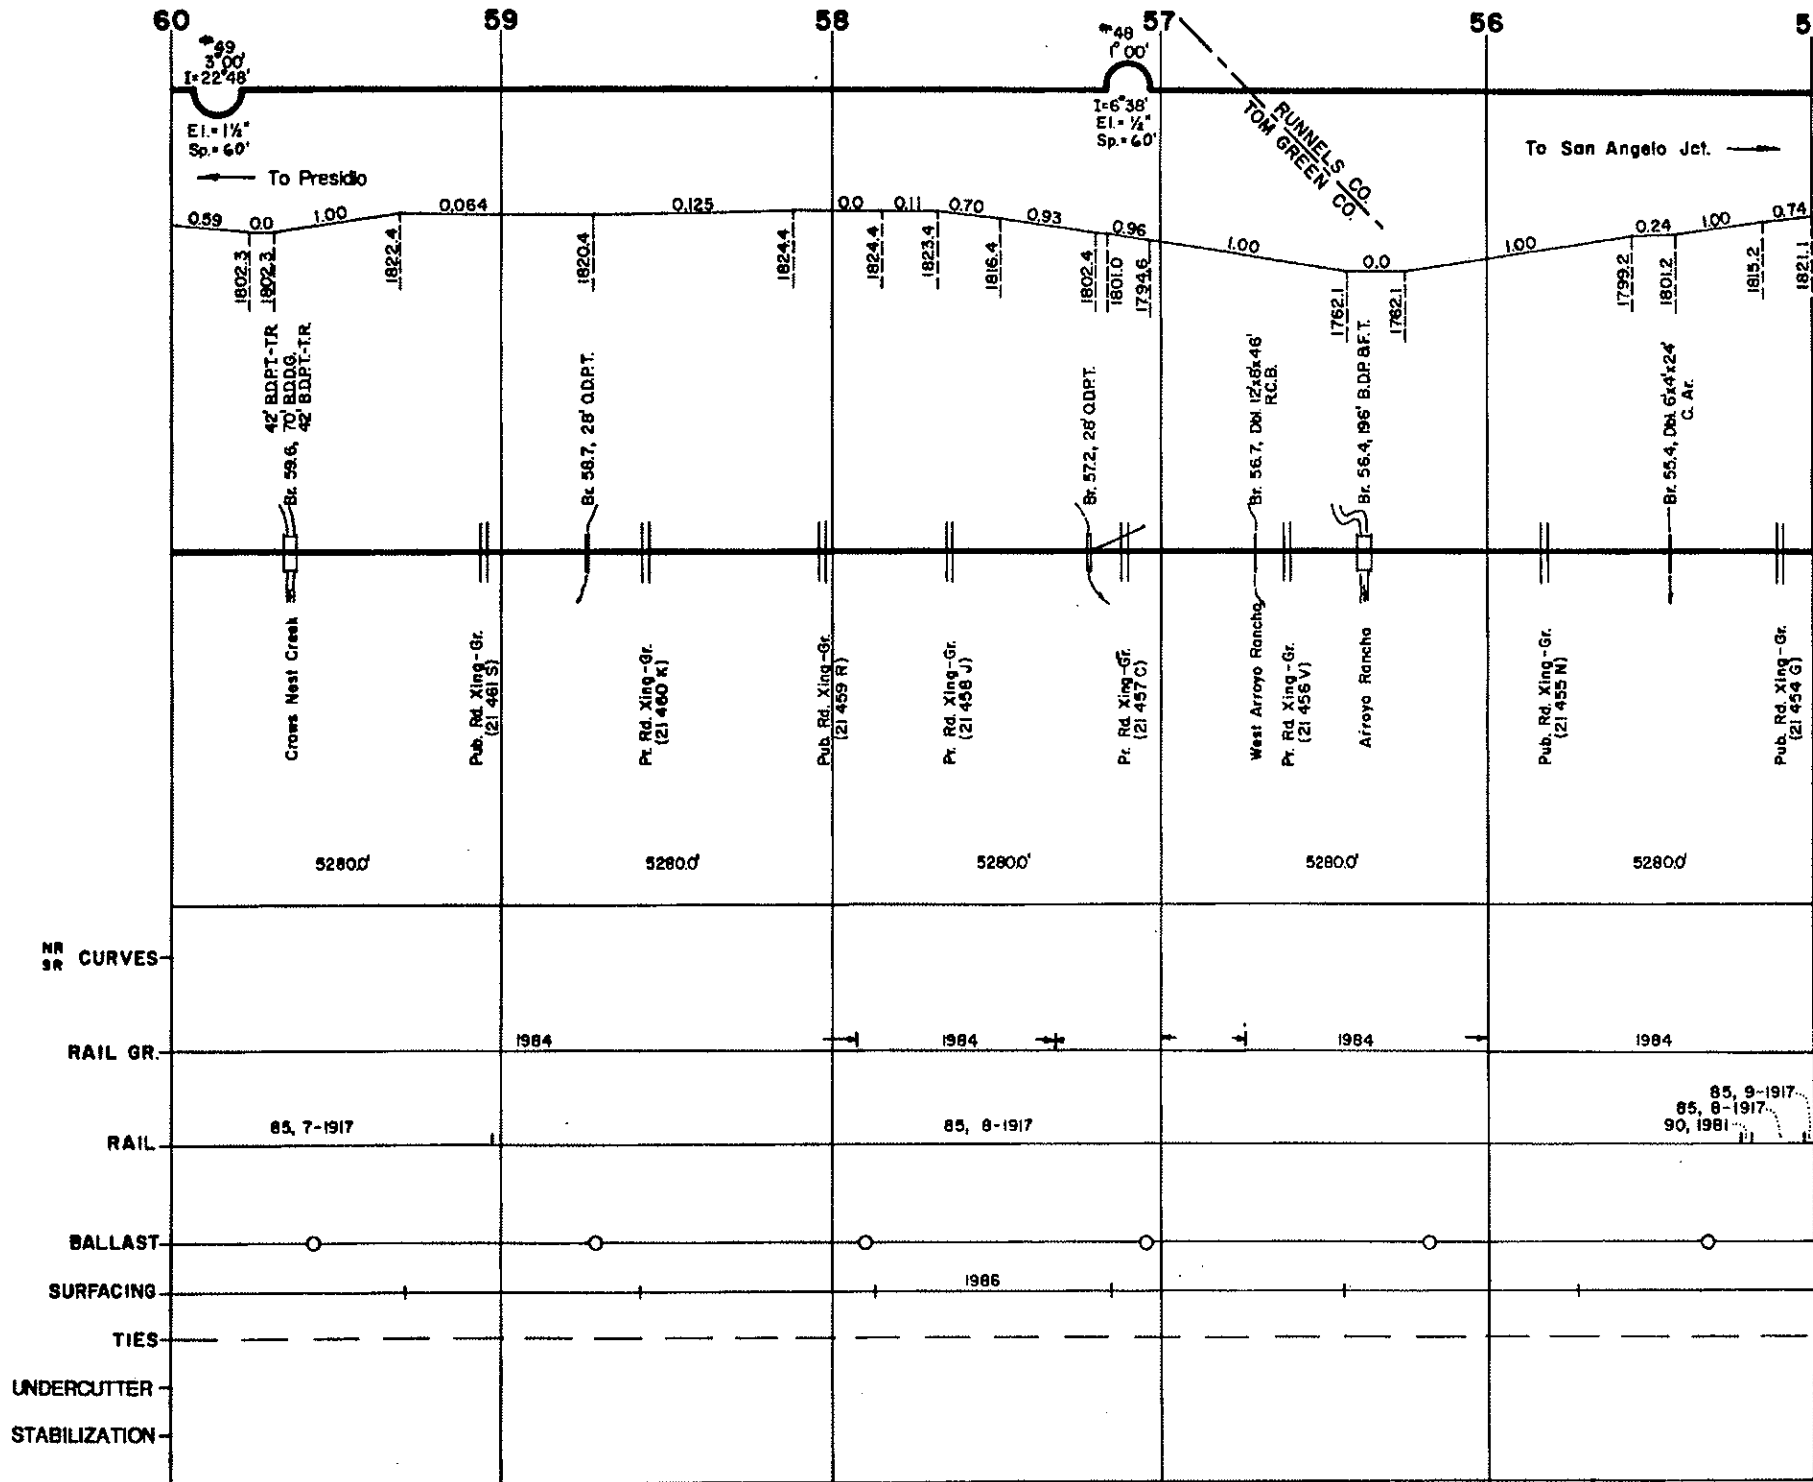 60
59
58
57
56
5
#49
3°00'
I=22°48'
El.=1½"
Sp.=60'
#48
1°00'
I=6°38'
El.=½"
Sp.=60'
RUNNELS CO.
TOM GREEN CO.
To Presidio
To San Angelo Jct.
0.59
0.0
1.00
0.064
0.125
0.0
0.11
0.70
0.93
0.96
1.00
0.0
1.00
0.24
1.00
0.74
1802.3
1802.3
1822.4
1820.4
1824.4
1824.4
1823.4
1816.4
1802.4
1801.0
1794.6
1762.1
1762.1
1799.2
1801.2
1815.2
1821.1
42' B.D.P.T.-T.R.
Br. 59.6, 70' B.D.D.G.
42' B.D.P.T.-T.R.
Br. 58.7, 28' O.D.P.T.
Br. 57.2, 28' O.D.P.T.
Br. 56.7, Dbl. 12'x8'x46'
R.C.B.
Br. 56.4, 196' B.D.P.B.F.T.
Br. 55.4, Dbl. 6'x4'x24'
C. Ar.
Crows Nest Creek
Pub. Rd. Xing-Gr.
(21 461 S)
Pr. Rd. Xing-Gr.
(21 460 K)
Pub. Rd. Xing-Gr.
(21 459 R)
Pr. Rd. Xing-Gr.
(21 458 J)
Pr. Rd. Xing-Gr.
(21 457 C)
West Arroyo Rancho
Pr. Rd. Xing-Gr.
(21 456 V)
Arroyo Rancho
Pub. Rd. Xing-Gr.
(21 455 N)
Pub. Rd. Xing-Gr.
(21 454 G)
5280.0'
5280.0'
5280.0'
5280.0'
5280.0'
NR
SR CURVES
RAIL GR.
1984
1984
1984
1984
RAIL
85, 7-1917
85, 8-1917
85, 9-1917
85, 8-1917
90, 1981
BALLAST
SURFACING
1986
TIES
UNDERCUTTER
STABILIZATION